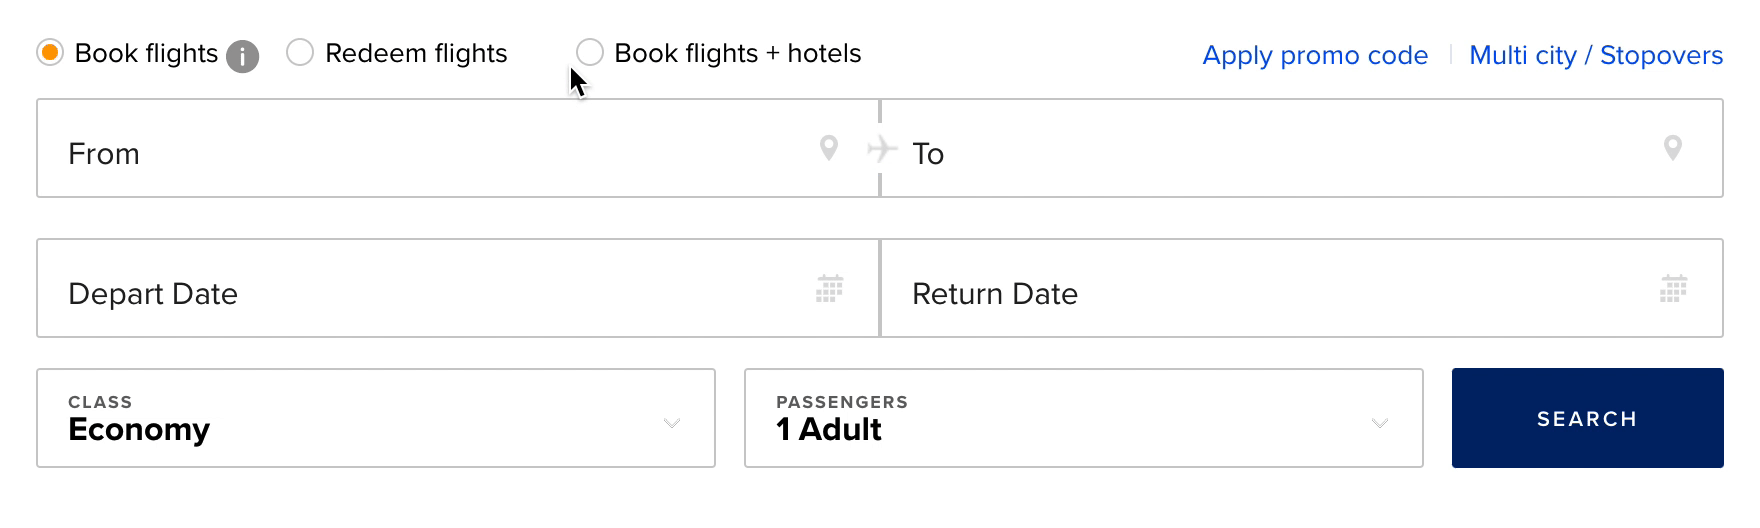 Book flights i Redeem flights Book flights + hotels Apply promo code | Multi city / Stopovers
From To
Depart Date Return Date
CLASS PASSENGERS
Economy 1 Adult SEARCH